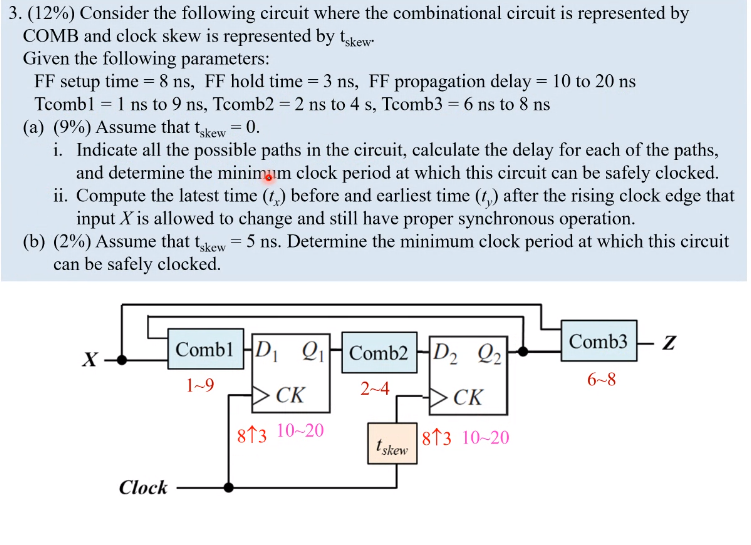 3. (12%) Consider the following circuit where the combinational circuit is represented by
COMB and clock skew is represented by tskew.
Given the following parameters:
FF setup time = 8 ns, FF hold time = 3 ns, FF propagation delay = 10 to 20 ns
Tcomb1 = 1 ns to 9 ns, Tcomb2 = 2 ns to 4 s, Tcomb3 = 6 ns to 8 ns
(a) (9%) Assume that tskew = 0.
i. Indicate all the possible paths in the circuit, calculate the delay for each of the paths,
and determine the minimum clock period at which this circuit can be safely clocked.
ii. Compute the latest time (tx) before and earliest time (ty) after the rising clock edge that
input X is allowed to change and still have proper synchronous operation.
(b) (2%) Assume that tskew = 5 ns. Determine the minimum clock period at which this circuit
can be safely clocked.
X Comb1 D1 Q1 Comb2 D2 Q2 Comb3 Z
1~9 CK 2~4 CK 6~8
8↑3 10~20 tskew 8↑3 10~20
Clock